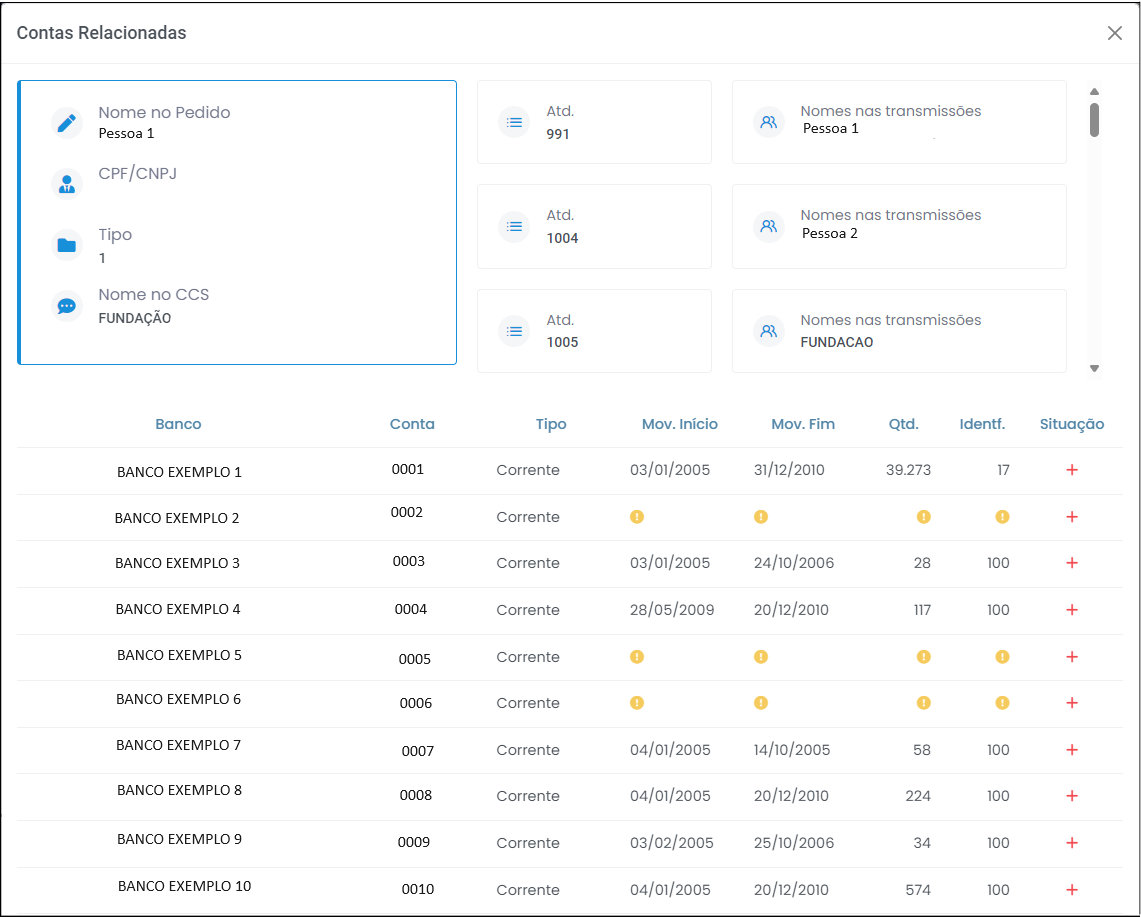 Contas Relacionadas
Nome no Pedido
Pessoa 1
CPF/CNPJ
Tipo
1
Nome no CCS
FUNDAÇÃO
Atd.
991
Nomes nas transmissões
Pessoa 1
Atd.
1004
Nomes nas transmissões
Pessoa 2
Atd.
1005
Nomes nas transmissões
FUNDACAO
Banco Conta Tipo Mov. Início Mov. Fim Qtd. Identf. Situação
BANCO EXEMPLO 1 0001 Corrente 03/01/2005 31/12/2010 39.273 17 +
BANCO EXEMPLO 2 0002 Corrente ! ! ! ! +
BANCO EXEMPLO 3 0003 Corrente 03/01/2005 24/10/2006 28 100 +
BANCO EXEMPLO 4 0004 Corrente 28/05/2009 20/12/2010 117 100 +
BANCO EXEMPLO 5 0005 Corrente ! ! ! ! +
BANCO EXEMPLO 6 0006 Corrente ! ! ! ! +
BANCO EXEMPLO 7 0007 Corrente 04/01/2005 14/10/2005 58 100 +
BANCO EXEMPLO 8 0008 Corrente 04/01/2005 20/12/2010 224 100 +
BANCO EXEMPLO 9 0009 Corrente 03/02/2005 25/10/2006 34 100 +
BANCO EXEMPLO 10 0010 Corrente 04/01/2005 20/12/2010 574 100 +